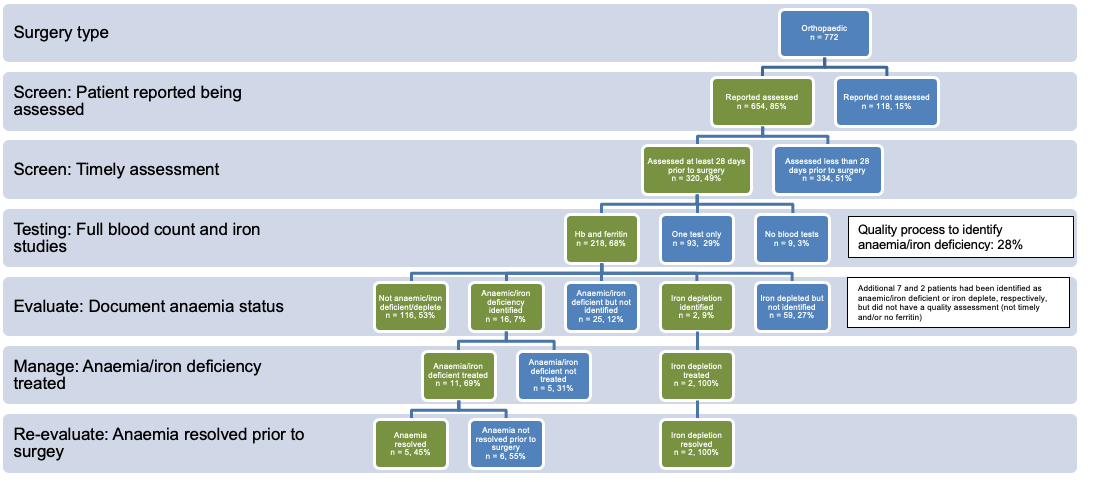 Surgery type
Orthopaedic
n = 772
Screen: Patient reported being
assessed
Reported assessed
n = 654, 85%
Reported not assessed
n = 118, 15%
Screen: Timely assessment
Assessed at least 28 days
prior to surgery
n = 320, 49%
Assessed less than 28
days prior to surgery
n = 334, 51%
Testing: Full blood count and iron
studies
Hb and ferritin
n = 218, 68%
One test only
n = 93, 29%
No blood tests
n = 9, 3%
Quality process to identify
anaemia/iron deficiency: 28%
Evaluate: Document anaemia status
Not anaemic/iron
deficient/deplete
n = 116, 53%
Anaemic/iron
deficiency
identified
n = 16, 7%
Anaemic/iron
deficient but not
identified
n = 25, 12%
Iron depletion
identified
n = 2, 9%
Iron depleted but
not identified
n = 59, 27%
Additional 7 and 2 patients had been identified as
anaemic/iron deficient or iron deplete, respectively,
but did not have a quality assessment (not timely
and/or no ferritin)
Manage: Anaemia/iron deficiency
treated
Anaemia/iron
deficient treated
n = 11, 69%
Anaemia/iron
deficient not
treated
n = 5, 31%
Iron depletion
treated
n = 2, 100%
Re-evaluate: Anaemia resolved prior to
surgey
Anaemia
resolved
n = 5, 45%
Anaemia not
resolved prior to
surgery
n = 6, 55%
Iron depletion
resolved
n = 2, 100%